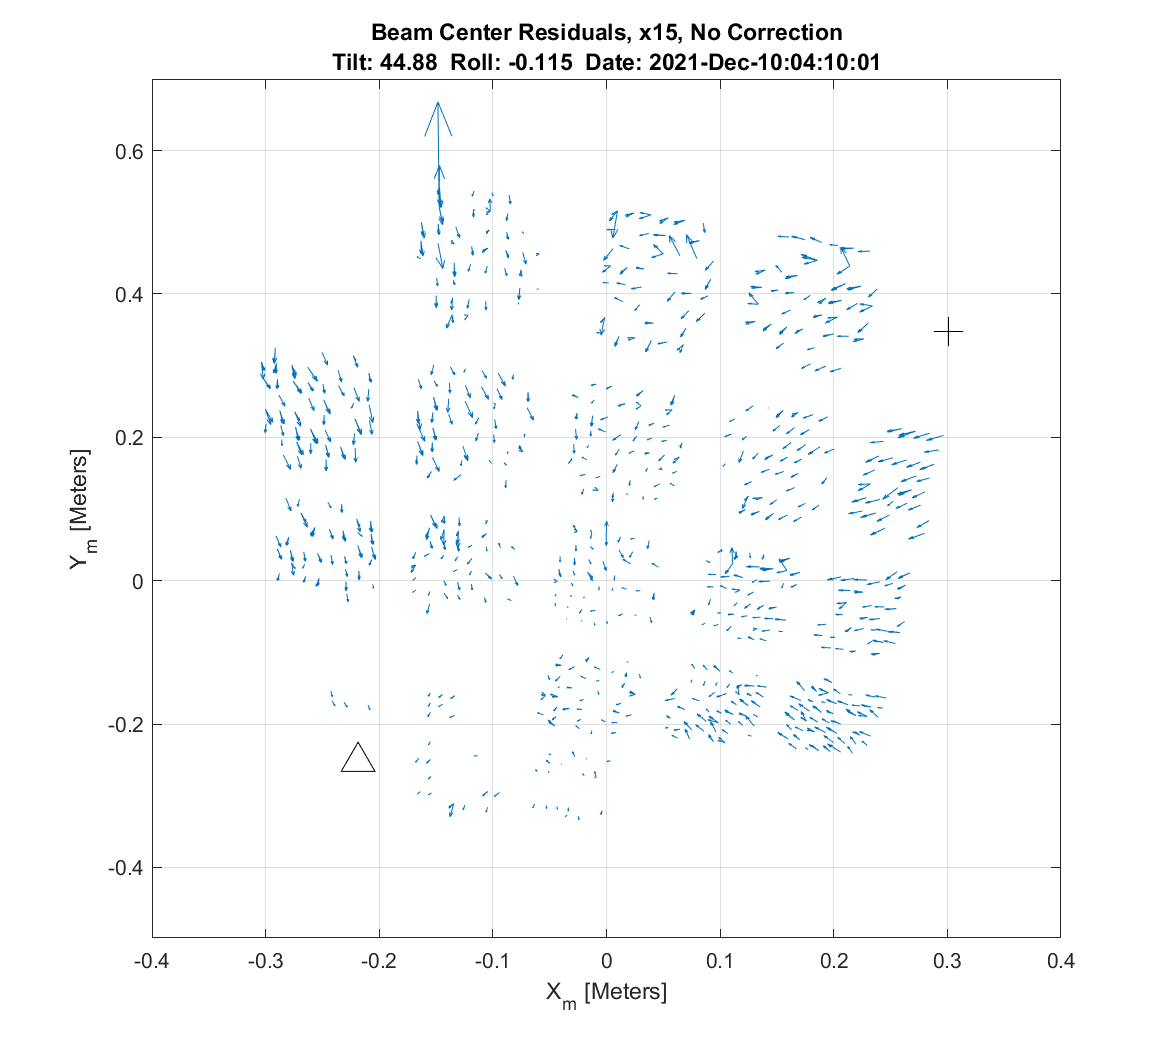 Beam Center Residuals, x15, No Correction
Tilt: 44.88  Roll: -0.115  Date: 2021-Dec-10:04:10:01
0.6
0.4
0.2
0
-0.2
-0.4
Y_m [Meters]
-0.4 -0.3 -0.2 -0.1 0 0.1 0.2 0.3 0.4
X_m [Meters]